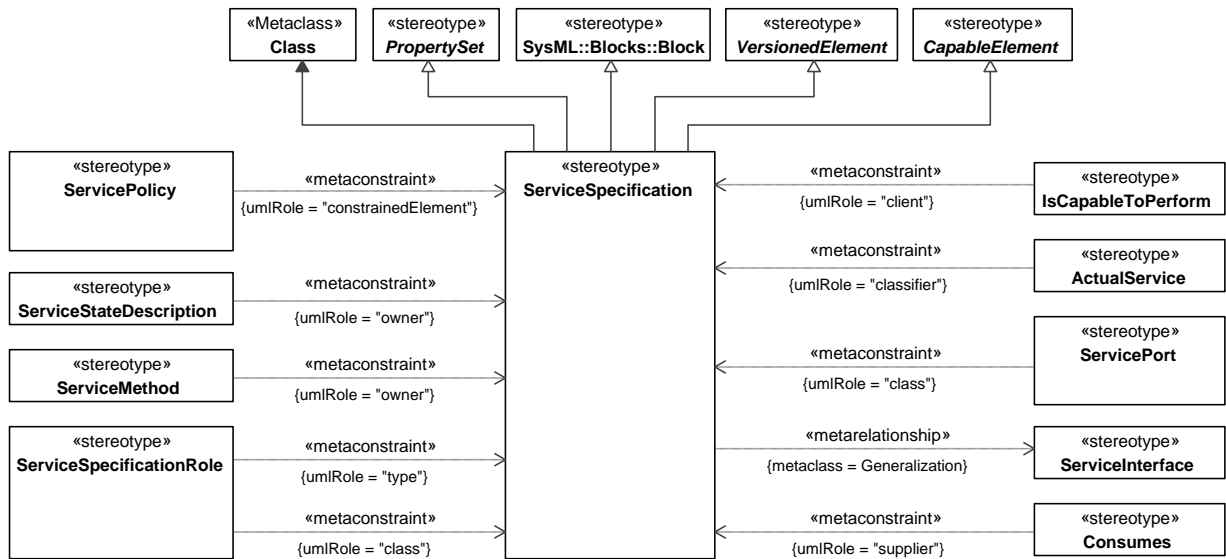 «Metaclass»
Class
«stereotype»
PropertySet
«stereotype»
SysML::Blocks::Block
«stereotype»
VersionedElement
«stereotype»
CapableElement
«stereotype»
ServicePolicy
«metaconstraint»
{umlRole = "constrainedElement"}
«stereotype»
ServiceStateDescription
«metaconstraint»
{umlRole = "owner"}
«stereotype»
ServiceMethod
«metaconstraint»
{umlRole = "owner"}
«stereotype»
ServiceSpecificationRole
«metaconstraint»
{umlRole = "type"}
«metaconstraint»
{umlRole = "class"}
«stereotype»
ServiceSpecification
«metaconstraint»
{umlRole = "client"}
«stereotype»
IsCapableToPerform
«metaconstraint»
{umlRole = "classifier"}
«stereotype»
ActualService
«metaconstraint»
{umlRole = "class"}
«stereotype»
ServicePort
«metarelationship»
{metaclass = Generalization}
«stereotype»
ServiceInterface
«metaconstraint»
{umlRole = "supplier"}
«stereotype»
Consumes